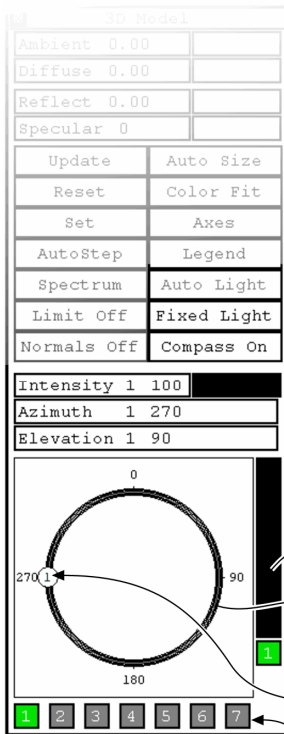 3D Model
Ambient 0.00
Diffuse 0.00
Reflect 0.00
Specular 0
Update Auto Size
Reset Color Fit
Set Axes
AutoStep Legend
Spectrum Auto Light
Limit Off Fixed Light
Normals Off Compass On
Intensity 1 100
Azimuth 1 270
Elevation 1 90
0
270 1 90
180
1
1 2 3 4 5 6 7